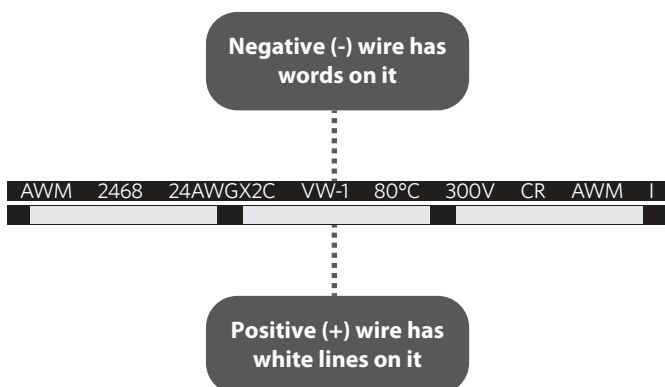 Negative (-) wire has
words on it
AWM 2468 24AWGX2C VW-1 80°C 300V CR AWM I
Positive (+) wire has
white lines on it